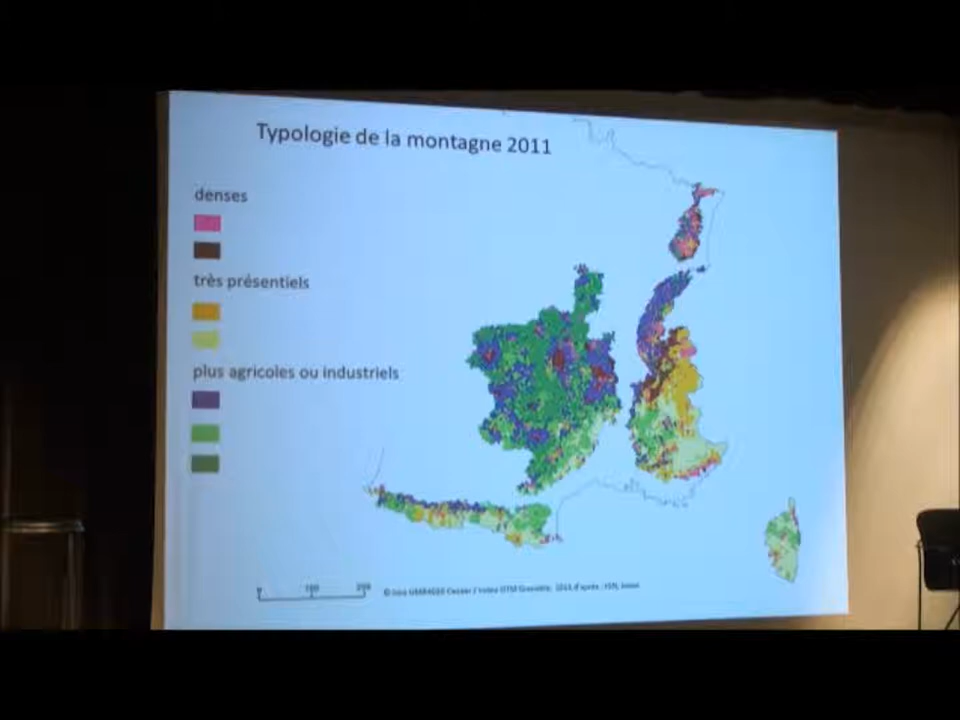 Typologie de la montagne 2011
denses
très présentiels
plus agricoles ou industriels
100 200